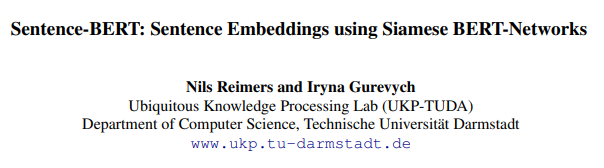 Sentence-BERT: Sentence Embeddings using Siamese BERT-Networks
Nils Reimers and Iryna Gurevych
Ubiquitous Knowledge Processing Lab (UKP-TUDA)
Department of Computer Science, Technische Universität Darmstadt
www.ukp.tu-darmstadt.de